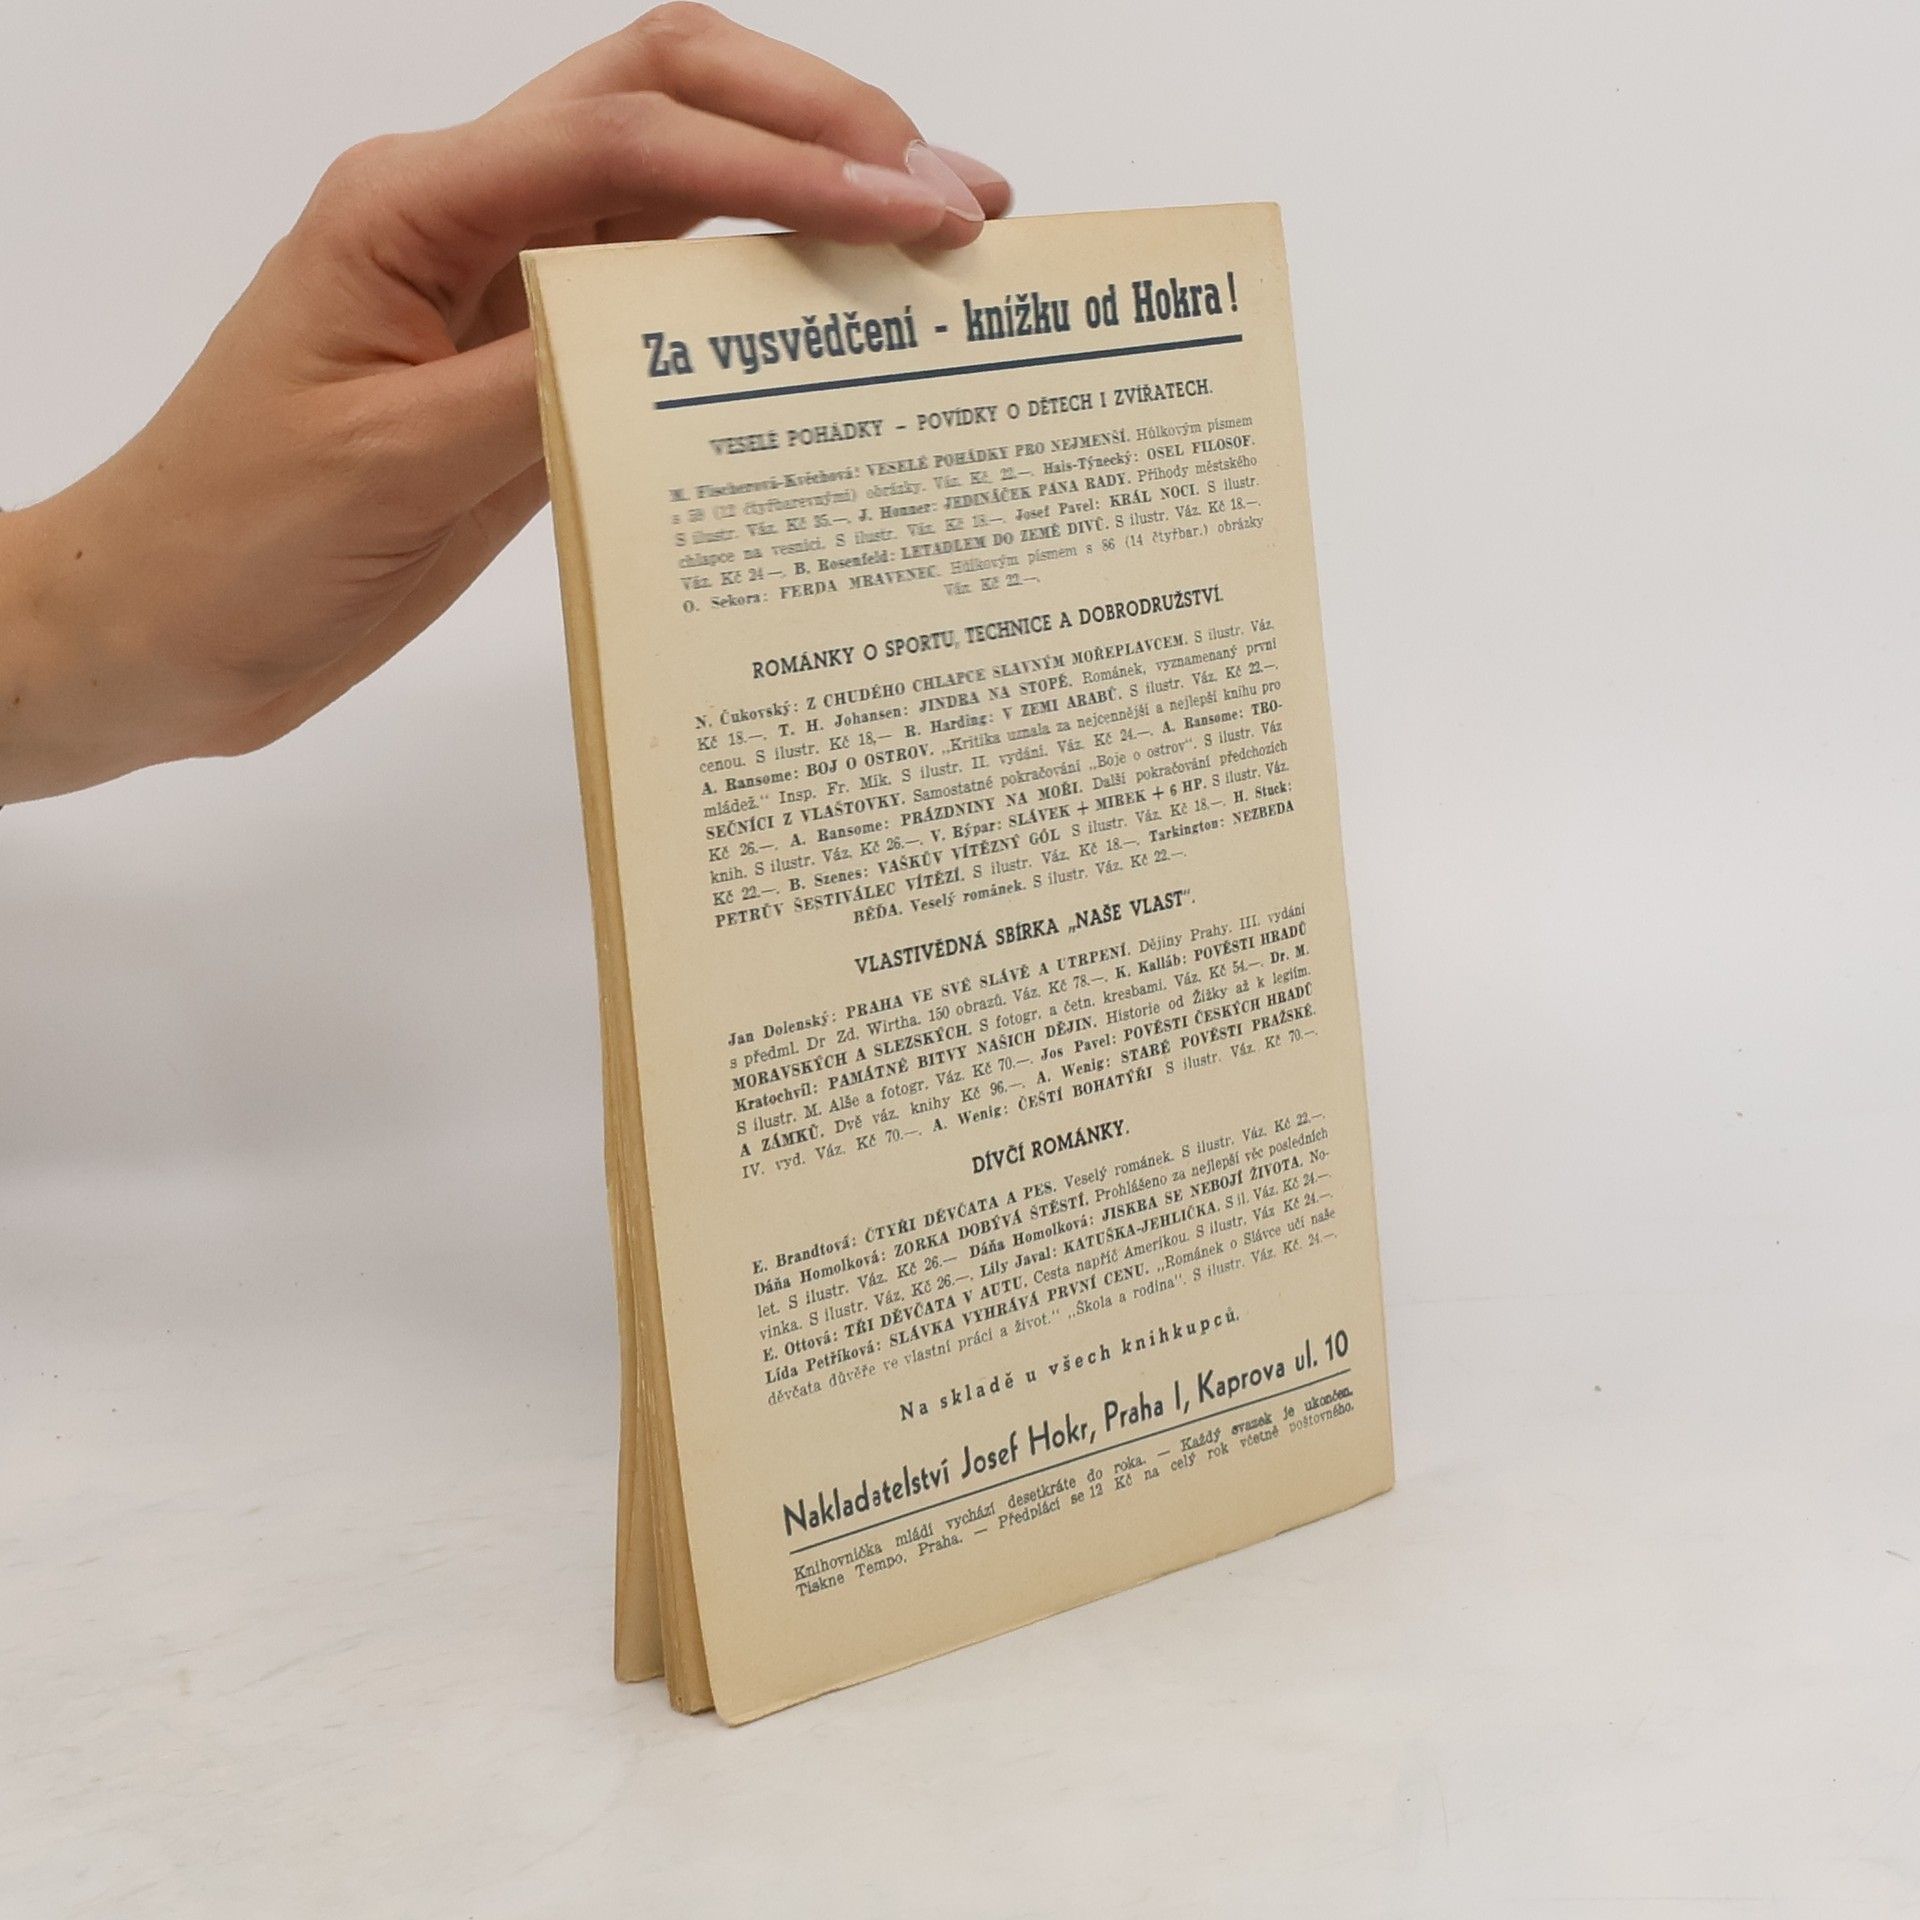 Za vysvědčení - knížku od Hokra!
VESELÉ POHÁDKY - POVÍDKY O DĚTECH I ZVÍŘATECH.
M. Fischerová-Kvěchová: VESELÉ POHÁDKY PRO NEJMENŠÍ. Hůlkovým písmem
s 59 (12 čtyřbarevnými) obrázky. Váz. Kč 22.—. Hais-Týnecký: OSEL FILOSOF.
S ilustr. Váz. Kč 35.—. J. Honner: JEDINÁČEK PÁNA RADY. Příhody městského
chlapce na vesnici. S ilustr. Váz. Kč 18.—. Josef Pavel: KRÁL NOCI. S ilustr.
Váz. Kč 24.—. B. Rosenfeld: LETADLEM DO ZEMĚ DIVŮ. S ilustr. Váz. Kč 18.—.
O. Sekora: FERDA MRAVENEC. Hůlkovým písmem s 86 (14 čtyřbar.) obrázky
Váz. Kč 22.—.
ROMÁNKY O SPORTU, TECHNICE A DOBRODRUŽSTVÍ.
N. Čukovský: Z CHUDÉHO CHLAPCE SLAVNÝM MOŘEPLAVCEM. S ilustr. Váz.
Kč 18.—. T. H. Johansen: JINDRA NA STOPĚ. Románek, vyznamenaný první
cenou. S ilustr. Kč 18,— R. Harding: V ZEMI ARABŮ. S ilustr. Váz. Kč 22.—.
A. Ransome: BOJ O OSTROV. „Kritika uznala za nejcennější a nejlepší knihu pro
mládež.“ Insp. Fr. Mik. S ilustr. II. vydání. Váz. Kč 24.—. A. Ransome: TRO-
SEČNÍCI Z VLAŠTOVKY. Samostatné pokračování „Boje o ostrov“. S ilustr. Váz
Kč 26.—. A. Ransome: PRÁZDNINY NA MOŘI. Další pokračování předchozích
knih. S ilustr. Váz. Kč 26.—. V. Rýpar: SLÁVEK + MIREK + 6 HP. S ilustr. Váz.
Kč 22.—. B. Szenes: VAŠKŮV VÍTĚZNÝ GÓL S ilustr. Váz. Kč 18.—. H. Stuck:
PETRŮV ŠESTIVÁLEC VÍTĚZÍ. S ilustr. Váz. Kč 18.—. Tarkington: NEZBEDA
BĚĎA. Veselý románek. S ilustr. Váz. Kč 22.—.
VLASTIVĚDNÁ SBÍRKA „NAŠE VLAST“.
Jan Dolenský: PRAHA VE SVÉ SLÁVĚ A UTRPENÍ. Dějiny Prahy. III. vydání
s předml. Dr Zd. Wirtha. 150 obrazů. Váz. Kč 78.—. K. Kalláb: POVĚSTI HRADŮ
MORAVSKÝCH A SLEZSKÝCH. S fotogr. a četn. kresbami. Váz. Kč 54.—. Dr. M.
Kratochvíl: PAMÁTNÉ BITVY NAŠICH DĚJIN. Historie od Žižky až k legiím.
S ilustr. M. Alše a fotogr. Váz. Kč 70.—. Jos Pavel: POVĚSTI ČESKÝCH HRADŮ
A ZÁMKŮ. Dvě váz. knihy Kč 96.—. A. Wenig: STARÉ POVĚSTI PRAŽSKÉ.
IV. vyd. Váz. Kč 70.—. A. Wenig: ČEŠTÍ BOHATÝŘI S ilustr. Váz. Kč 70.—.
DÍVČÍ ROMÁNKY.
E. Brandtová: ČTYŘI DĚVČATA A PES. Veselý románek. S ilustr. Váz. Kč 22.—.
Dáňa Homolková: ZORKA DOBÝVÁ ŠTĚSTÍ. Prohlášeno za nejlepší věc posledních
let. S ilustr. Váz. Kč 26.— Dáňa Homolková: JISKRA SE NEBOJÍ ŽIVOTA. No-
vinka. S ilustr. Váz. Kč 26.—. Lily Javal: KATUŠKA-JEHLIČKA. S il. Váz. Kč 24.—.
E. Ottová: TŘI DĚVČATA V AUTU. Cesta napříč Amerikou. S ilustr. Váz Kč 24.—.
Lída Petříková: SLÁVKA VYHRÁVÁ PRVNÍ CENU. „Románek o Slávce učí naše
děvčata důvěře ve vlastní práci a život.“ „Škola a rodina“. S ilustr. Váz. Kč. 24.—.
Na skladě u všech knihkupců.
Nakladatelství Josef Hokr, Praha I, Kaprova ul. 10
Knihovnička mládí vychází desetkráte do roka. — Každý svazek je ukončen.
Tiskne Tempo, Praha. — Předplácí se 12 Kč na celý rok včetně poštovného.